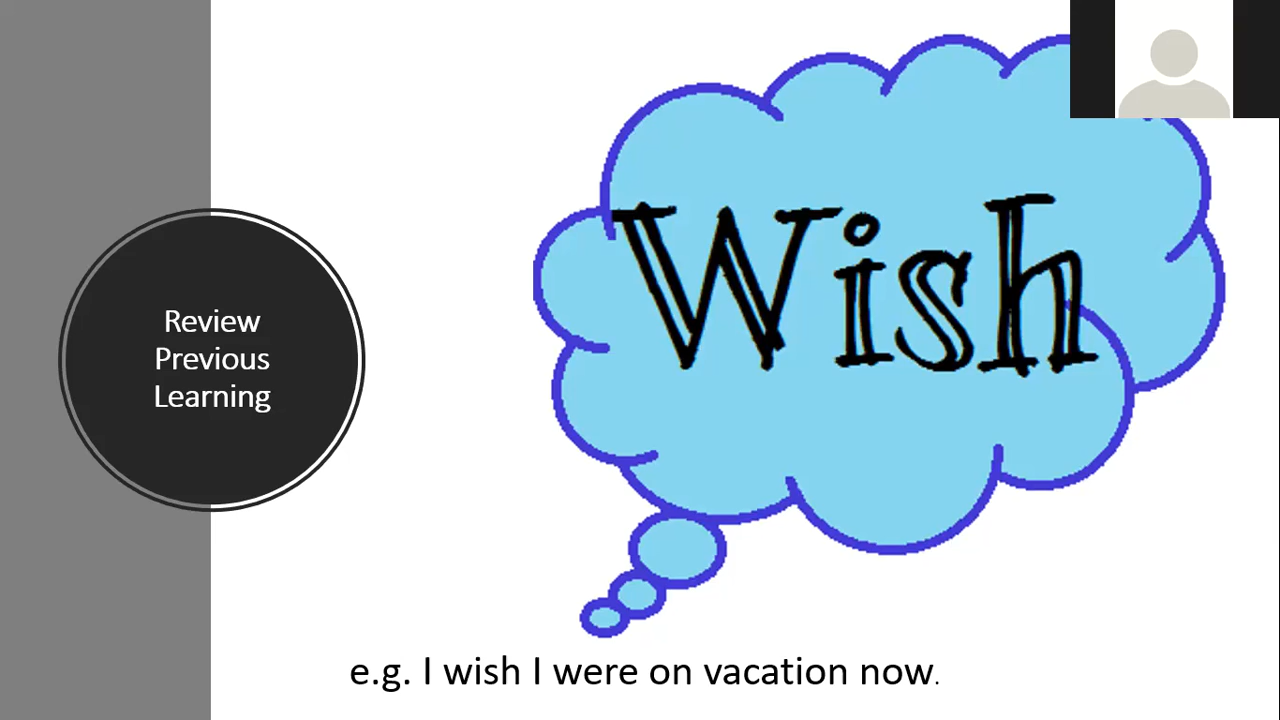 Review
Previous
Learning
Wish
e.g. I wish I were on vacation now.